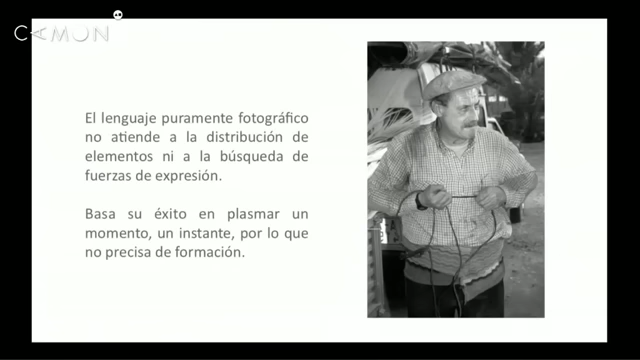 CAMON
El lenguaje puramente fotográfico
no atiende a la distribución de
elementos ni a la búsqueda de
fuerzas de expresión.
Basa su éxito en plasmar un
momento, un instante, por lo que
no precisa de formación.